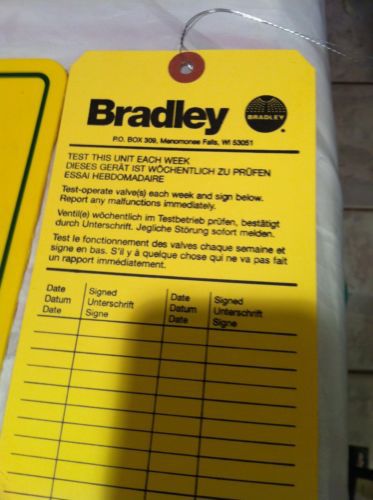 Bradley
BRADLEY
P.O. BOX 309, Menomonee Falls, WI 53051
TEST THIS UNIT EACH WEEK
DIESES GERÄT IST WÖCHENTLICH ZU PRÜFEN
ESSAI HEBDOMADAIRE
Test-operate valve(s) each week and sign below.
Report any malfunctions immediately.
Ventil(e) wöchentlich im Testbetrieb prüfen, bestätigt
durch Unterschrift. Jegliche Störung sofort melden.
Test le fonctionnement des valves chaque semaine et
signe en bas. S'il y à quelque chose qui ne va pas fait
un rapport immédiatement.
Date Signed Date Signed
Datum Unterschrift Datum Unterschrift
Date Signe Date Signe